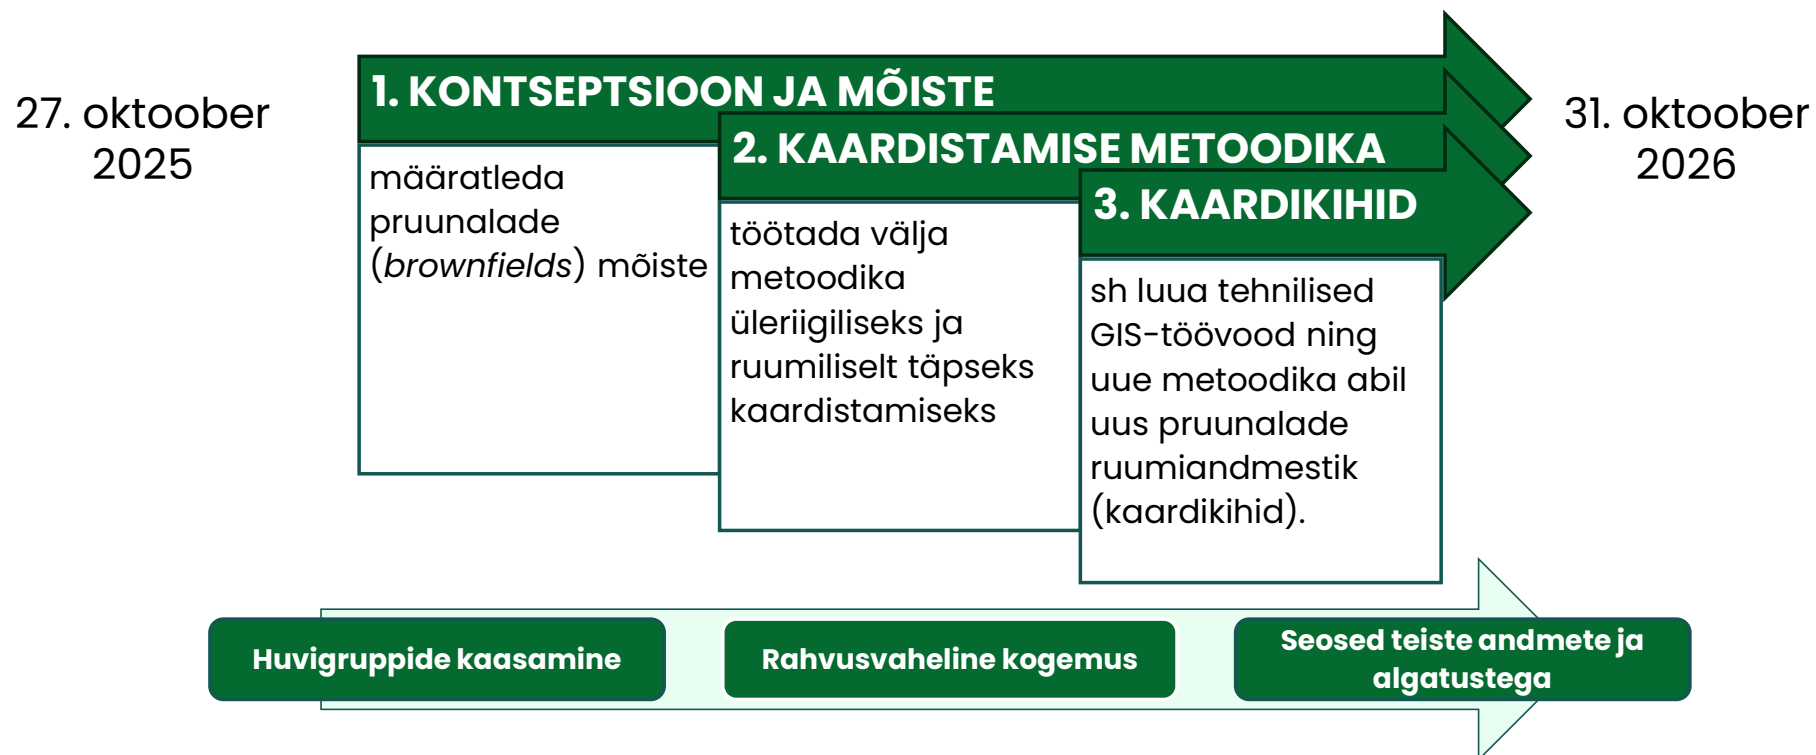 27. oktoober
2025
1. KONTSEPTSIOON JA MÕISTE
määratleda
pruunalade
(brownfields) mõiste
2. KAARDISTAMISE METOODIKA
töötada välja
metoodika
üleriigiliseks ja
ruumiliselt täpseks
kaardistamiseks
3. KAARDIKIHID
sh luua tehnilised
GIS-töövood ning
uue metoodika abil
uus pruunalade
ruumiandmestik
(kaardikihid).
31. oktoober
2026
Huvigruppide kaasamine
Rahvusvaheline kogemus
Seosed teiste andmete ja
algatustega